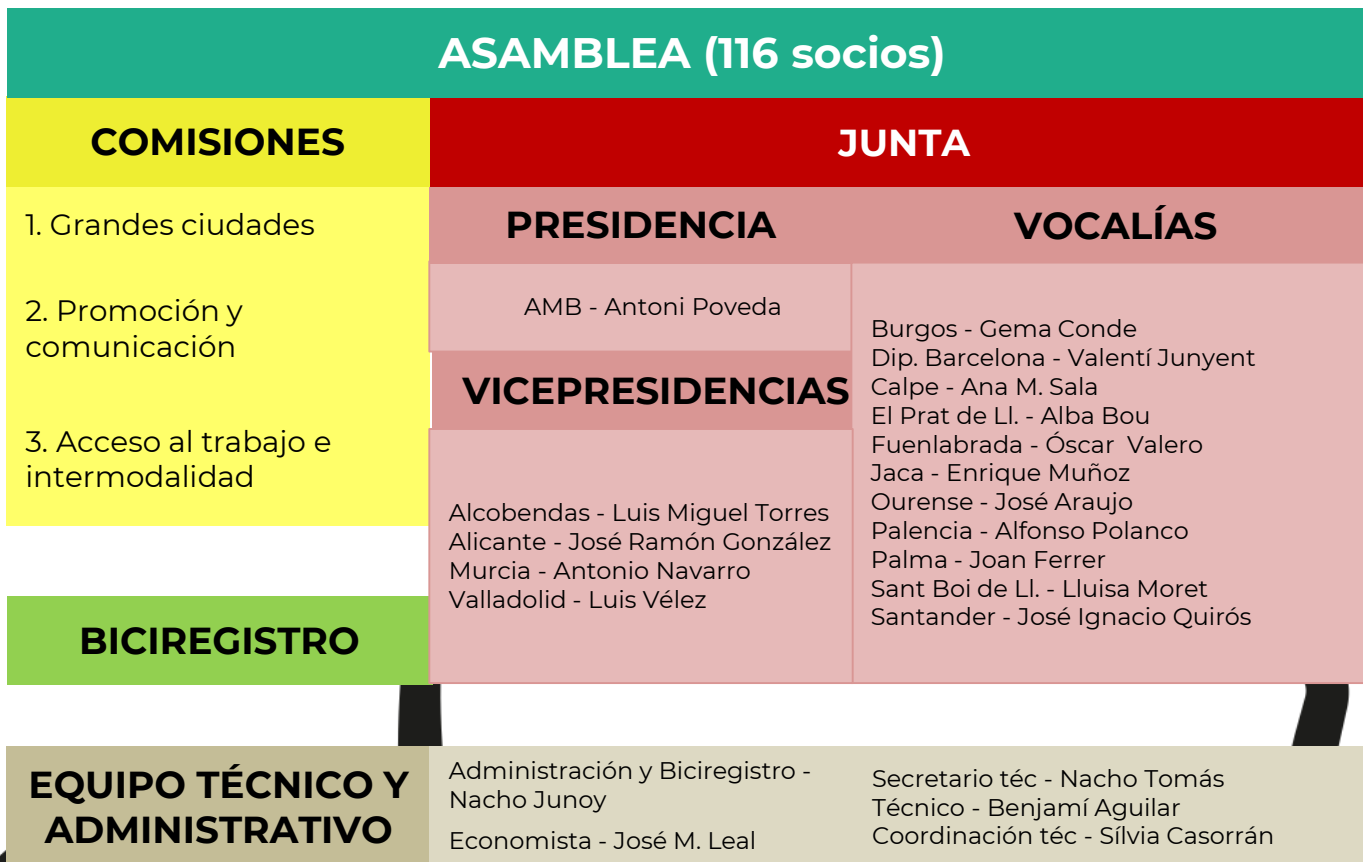 ASAMBLEA (116 socios)
COMISIONES
1. Grandes ciudades
2. Promoción y
comunicación
3. Acceso al trabajo e
intermodalidad
BICIREGISTRO
JUNTA
PRESIDENCIA
AMB - Antoni Poveda
VICEPRESIDENCIAS
Alcobendas - Luis Miguel Torres
Alicante - José Ramón González
Murcia - Antonio Navarro
Valladolid - Luis Vélez
VOCALÍAS
Burgos - Gema Conde
Dip. Barcelona - Valentí Junyent
Calpe - Ana M. Sala
El Prat de Ll. - Alba Bou
Fuenlabrada - Óscar Valero
Jaca - Enrique Muñoz
Ourense - José Araujo
Palencia - Alfonso Polanco
Palma - Joan Ferrer
Sant Boi de Ll. - Lluisa Moret
Santander - José Ignacio Quirós
EQUIPO TÉCNICO Y
ADMINISTRATIVO
Administración y Biciregistro -
Nacho Junoy
Economista - José M. Leal
Secretario téc - Nacho Tomás
Técnico - Benjamí Aguilar
Coordinación téc - Sílvia Casorrán